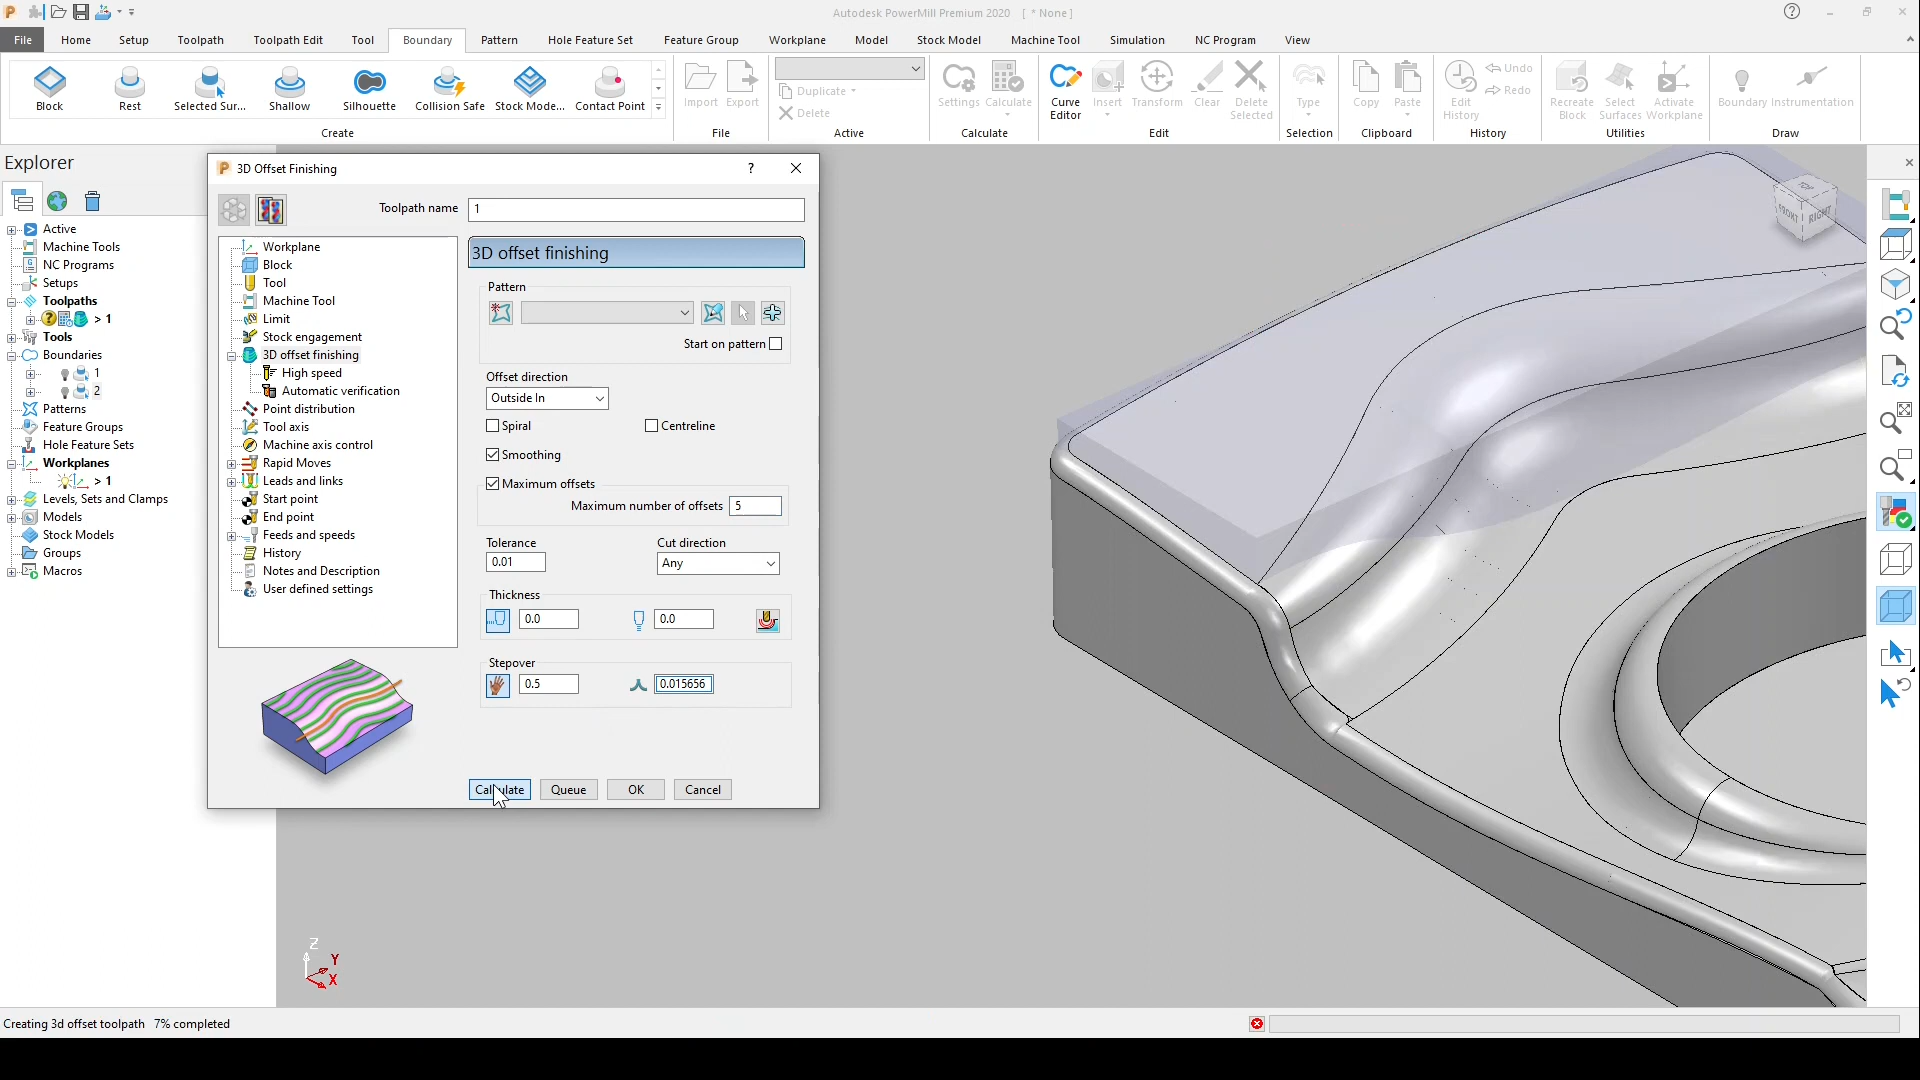 Autodesk PowerMill Premium 2020 [ * None ]
File Home Setup Toolpath Toolpath Edit Tool Boundary Pattern Hole Feature Set Feature Group Workplane Model Stock Model Machine Tool Simulation NC Program View
Block Rest Selected Sur... Shallow Silhouette Collision Safe Stock Mode... Contact Point
Create
Import Export
File
Duplicate
Delete
Active
Settings Calculate
Calculate
Curve Editor Insert Transform Clear Delete Selected
Edit
Type
Selection
Copy Paste
Clipboard
Edit History Undo
Redo
History
Recreate Block Select Surfaces Activate Workplane
Utilities
Boundary Instrumentation
Draw
Explorer
Active
Machine Tools
NC Programs
Setups
Toolpaths
> 1
Tools
Boundaries
1
2
Patterns
Feature Groups
Hole Feature Sets
Workplanes
> 1
Levels, Sets and Clamps
Models
Stock Models
Groups
Macros
3D Offset Finishing
Toolpath name 1
Workplane
Block
Tool
Machine Tool
Limit
Stock engagement
3D offset finishing
High speed
Automatic verification
Point distribution
Tool axis
Machine axis control
Rapid Moves
Leads and links
Start point
End point
Feeds and speeds
History
Notes and Description
User defined settings
3D offset finishing
Pattern
Start on pattern
Offset direction
Outside In
Spiral Centreline
Smoothing
Maximum offsets
Maximum number of offsets 5
Tolerance Cut direction
0.01 Any
Thickness
0.0 0.0
Stepover
0.5 0.015656
Calculate Queue OK Cancel
TOP
FRONT RIGHT
Z
Y
X
Creating 3d offset toolpath 7% completed